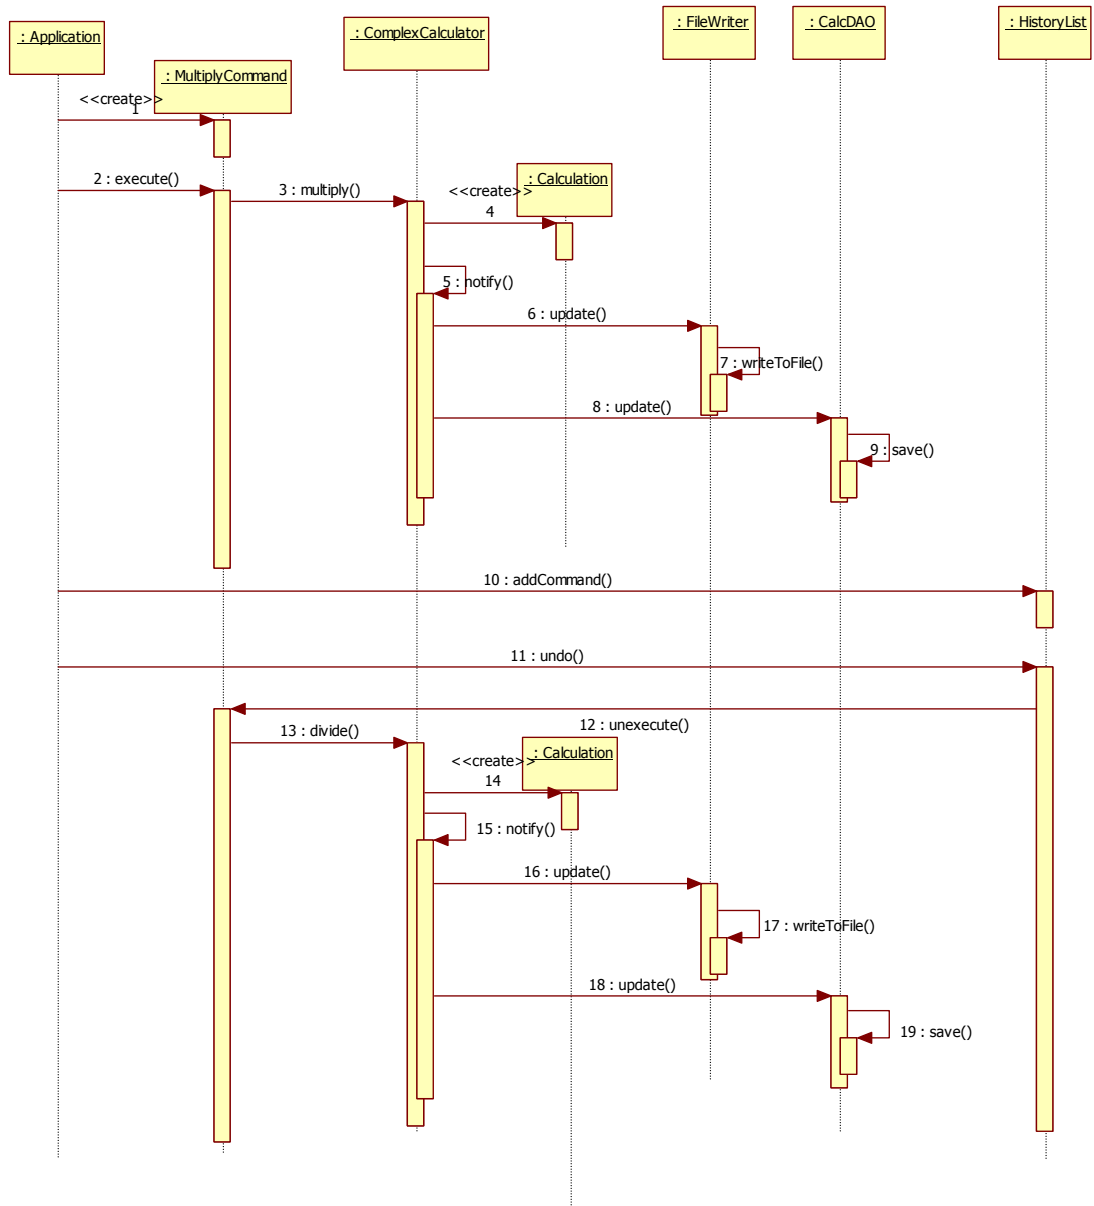 : Application
: ComplexCalculator
: FileWriter
: CalcDAO
: HistoryList
: MultiplyCommand
<<create>>
1
2 : execute()
3 : multiply()
: Calculation
<<create>>
4
5 : notify()
6 : update()
7 : writeToFile()
8 : update()
9 : save()
10 : addCommand()
11 : undo()
12 : unexecute()
13 : divide()
: Calculation
<<create>>
14
15 : notify()
16 : update()
17 : writeToFile()
18 : update()
19 : save()